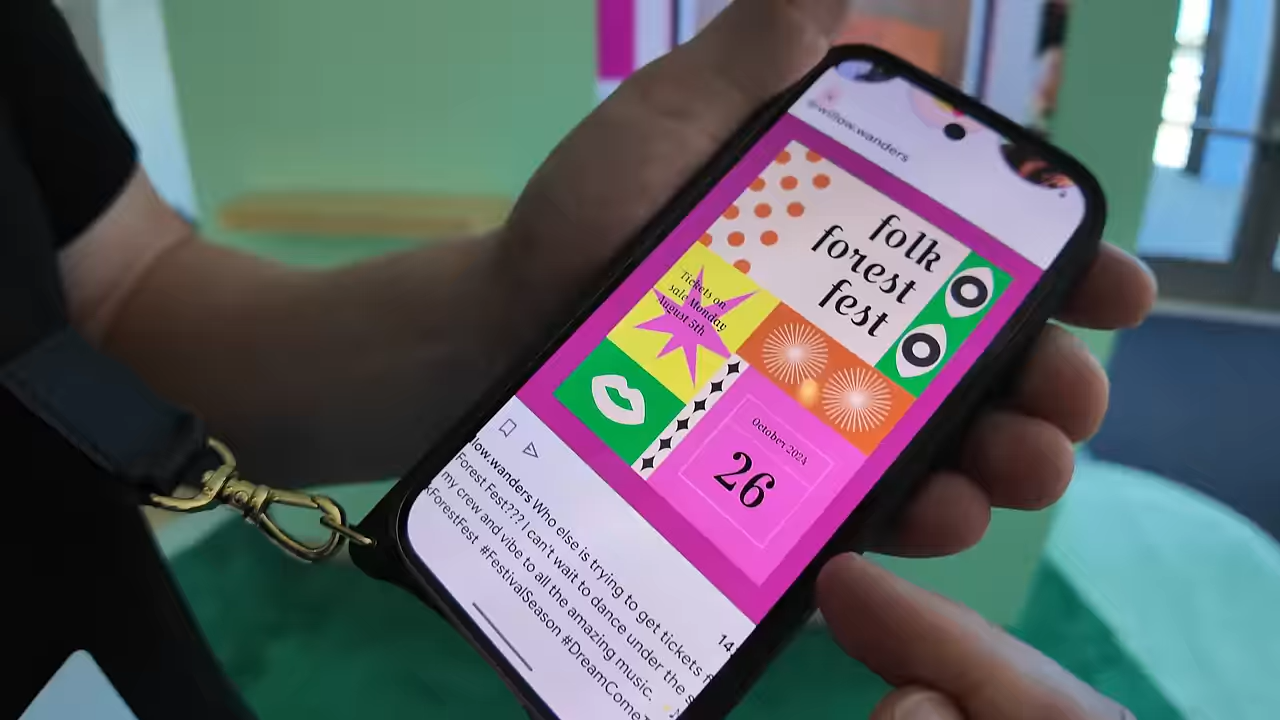 @willow.wanders
folk
forest
fest
Tickets on
sale Monday
August 5th
October 2024
26
low.wanders Who else is trying to get tickets
Forest Fest??? I can't wait to dance under the
my crew and vibe to all the amazing music.
ForestFest #FestivalSeason
14